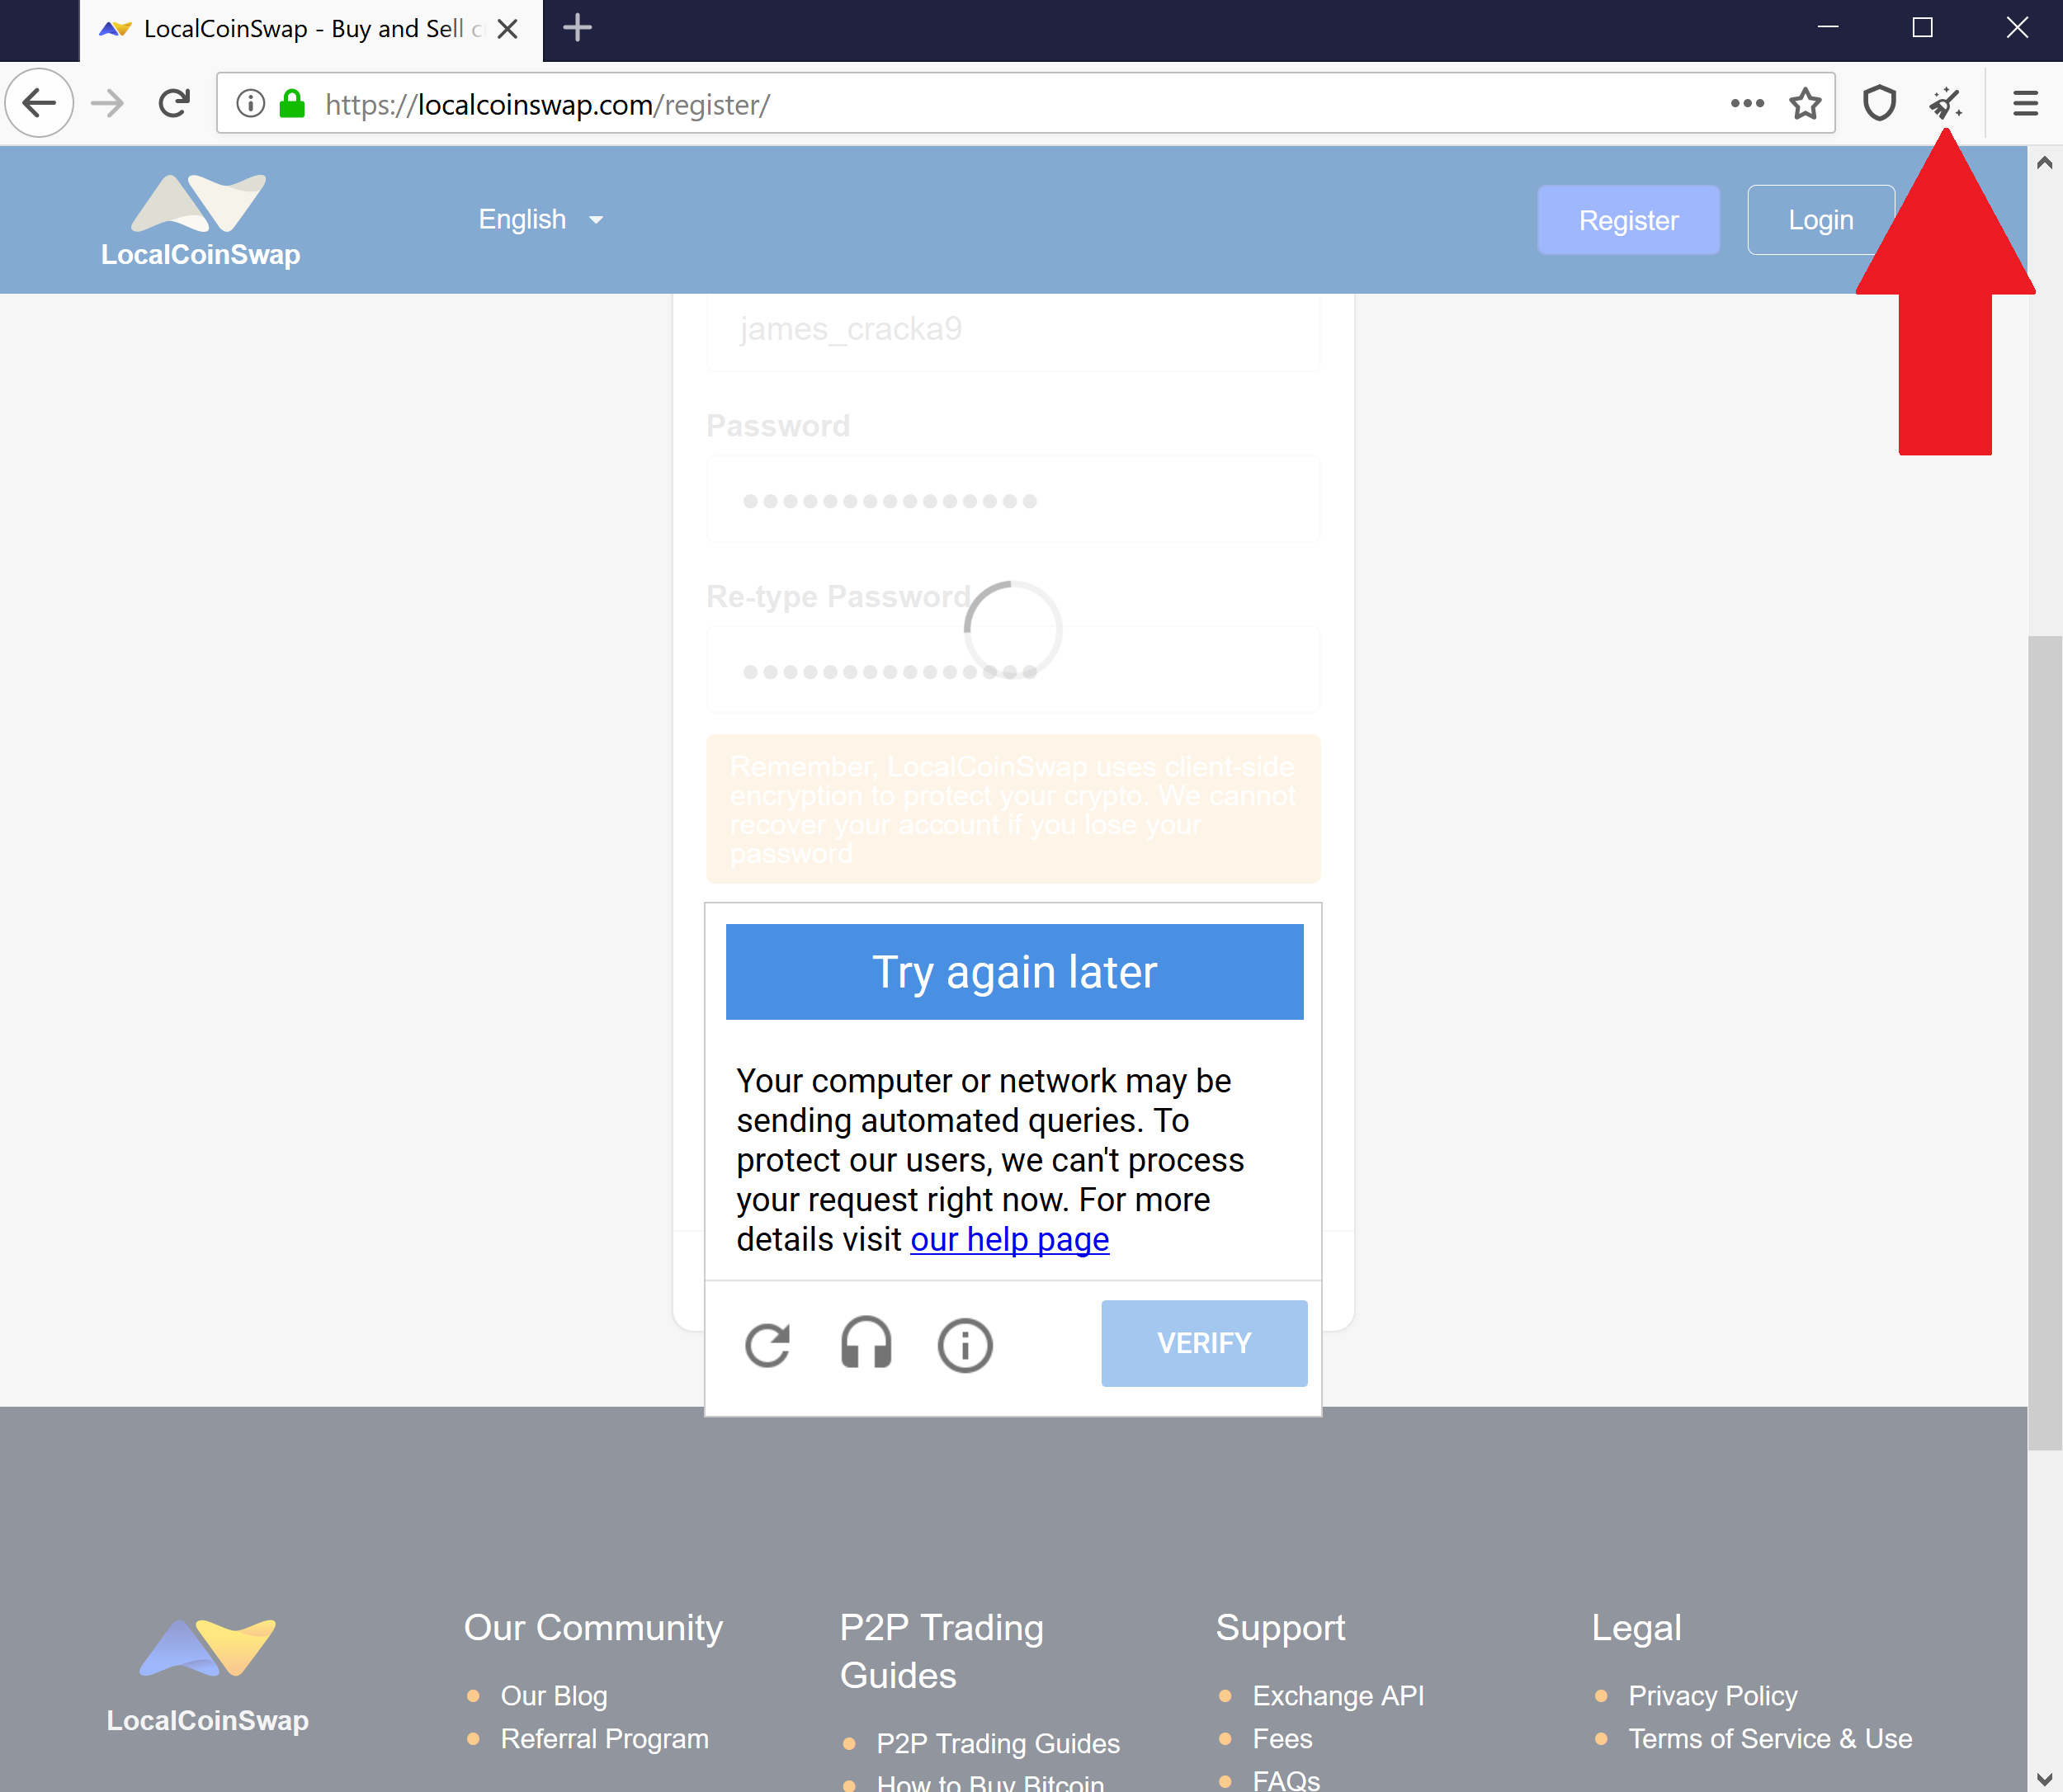 LocalCoinSwap - Buy and Sell c
https://localcoinswap.com/register/
LocalCoinSwap
English
Register
Login
james_cracka9
Password
Re-type Password
Remember, LocalCoinSwap uses client-side
encryption to protect your crypto. We cannot
recover your account if you lose your
password
Try again later
Your computer or network may be
sending automated queries. To
protect our users, we can't process
your request right now. For more
details visit our help page
VERIFY
LocalCoinSwap
Our Community
Our Blog
Referral Program
P2P Trading
Guides
P2P Trading Guides
How to Buy Bitcoin
Support
Exchange API
Fees
FAQs
Legal
Privacy Policy
Terms of Service & Use